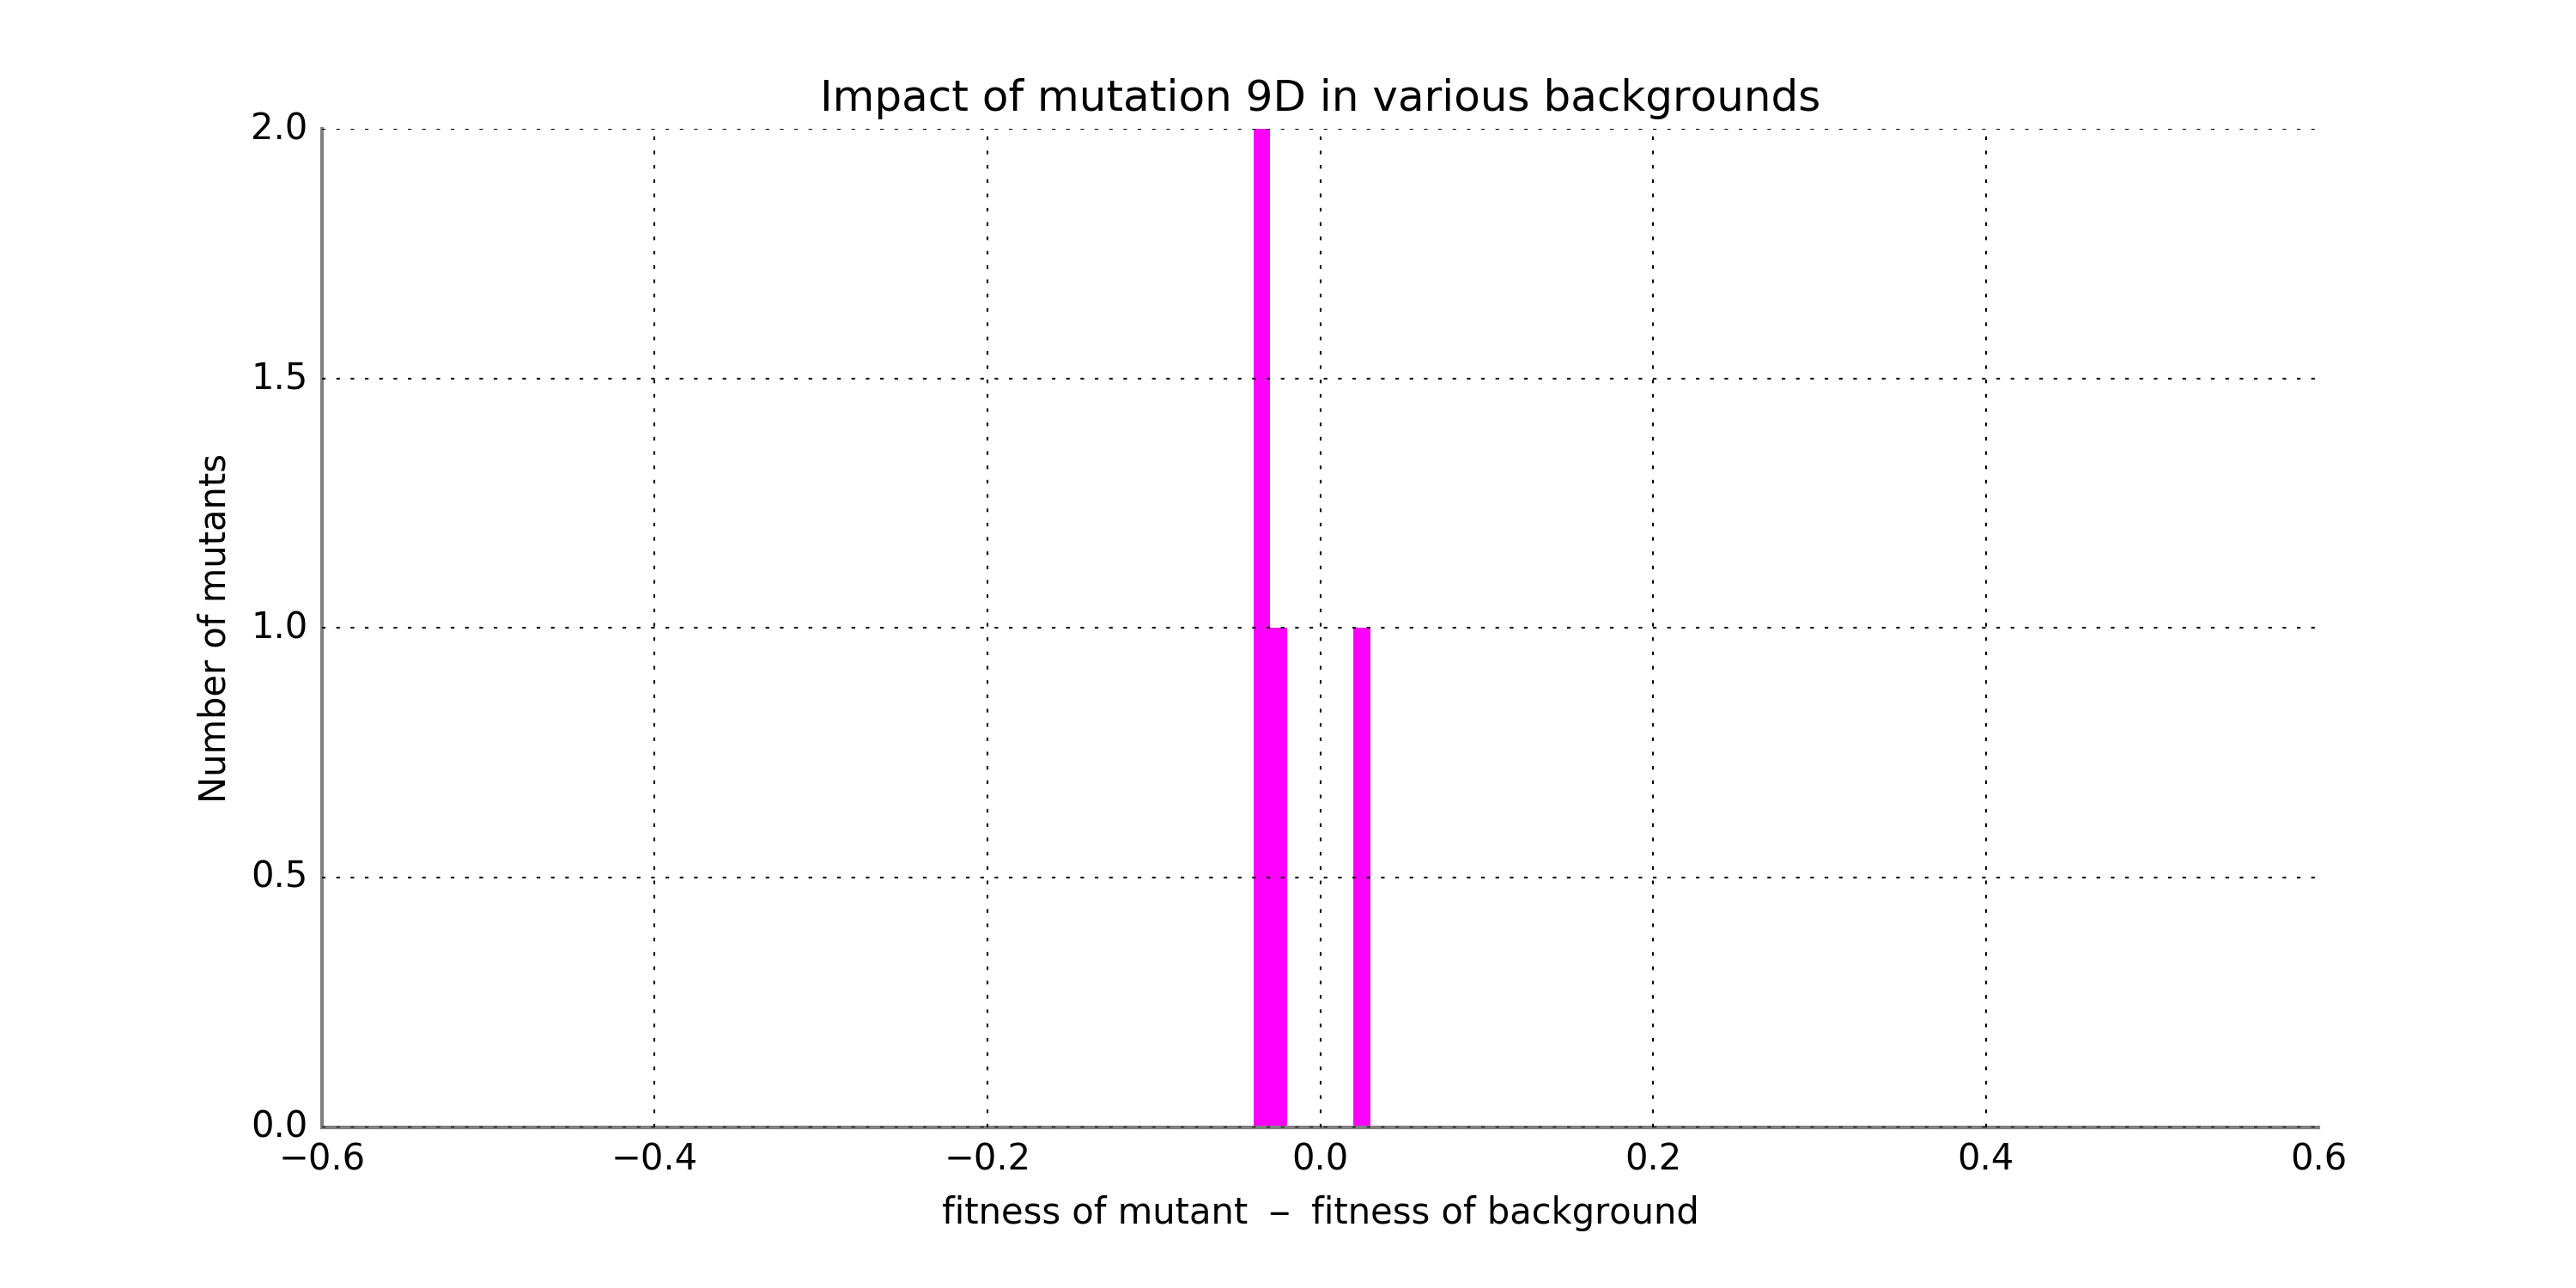 Impact of mutation 9D in various backgrounds
2.0
1.5
1.0
0.5
0.0
Number of mutants
−0.6 −0.4 −0.2 0.0 0.2 0.4 0.6
fitness of mutant − fitness of background